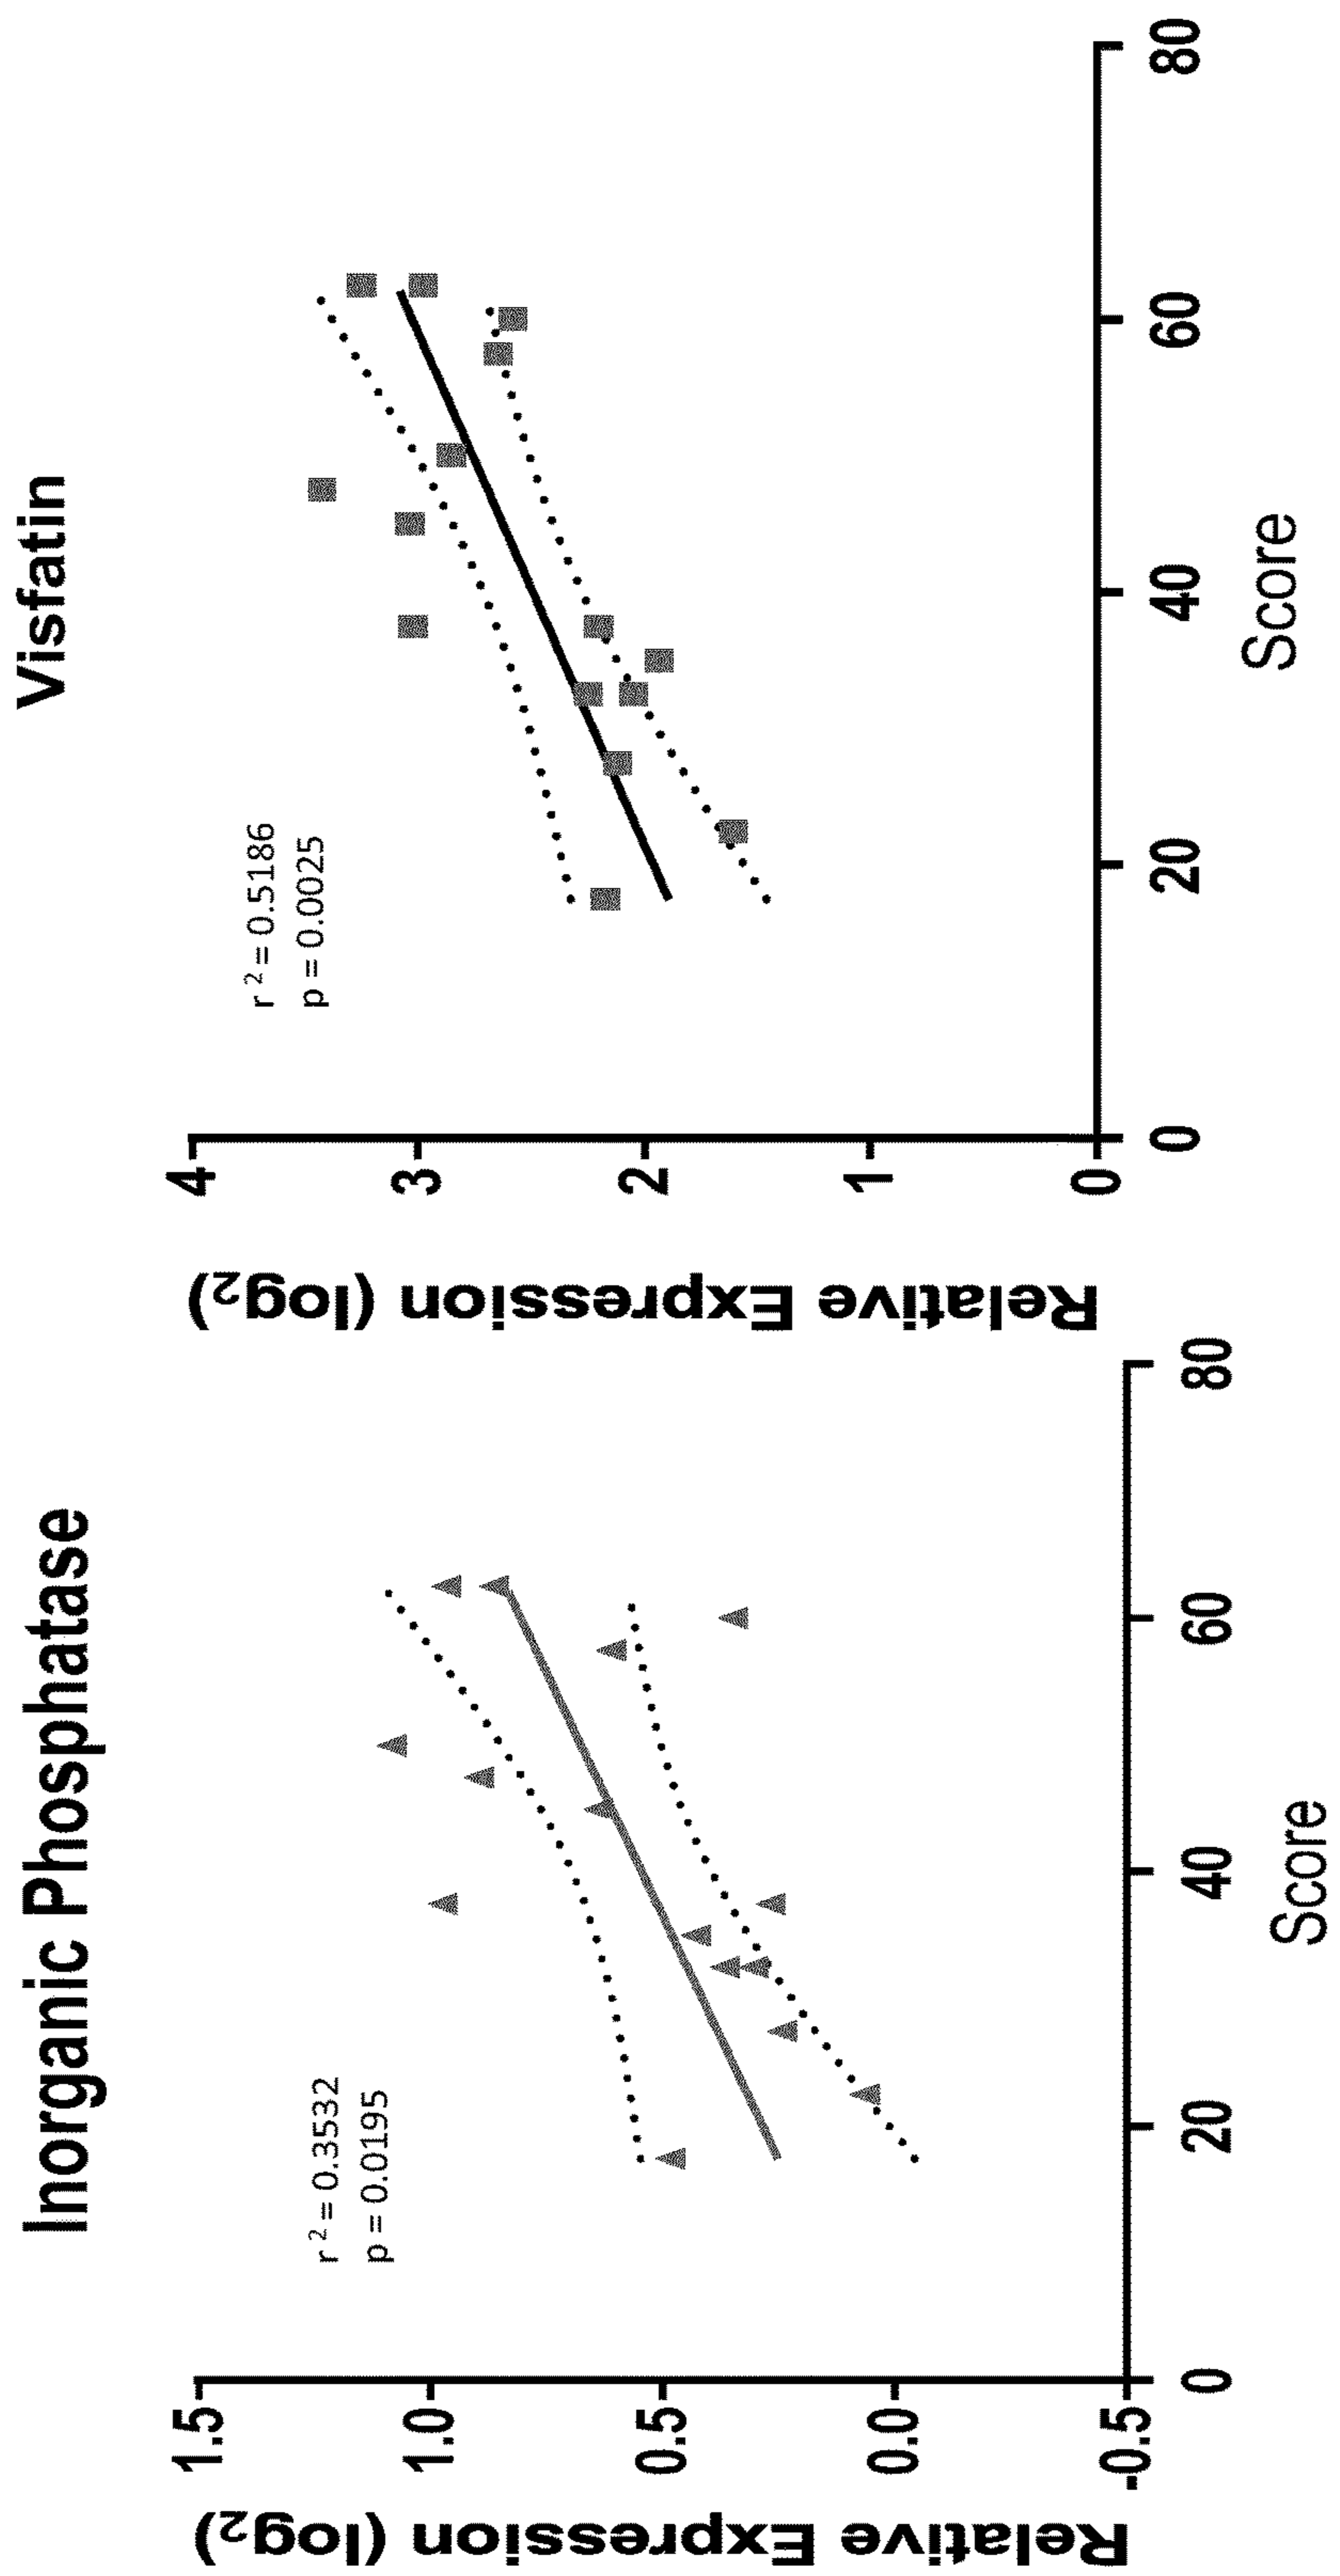 Inorganic Phosphatase
r² = 0.3532
p = 0.0195
Relative Expression (log₂)
1.5
1.0
0.5
0.0
-0.5
0
20
40
60
80
Score
Visfatin
r² = 0.5186
p = 0.0025
Relative Expression (log₂)
4
3
2
1
0
0
20
40
60
80
Score